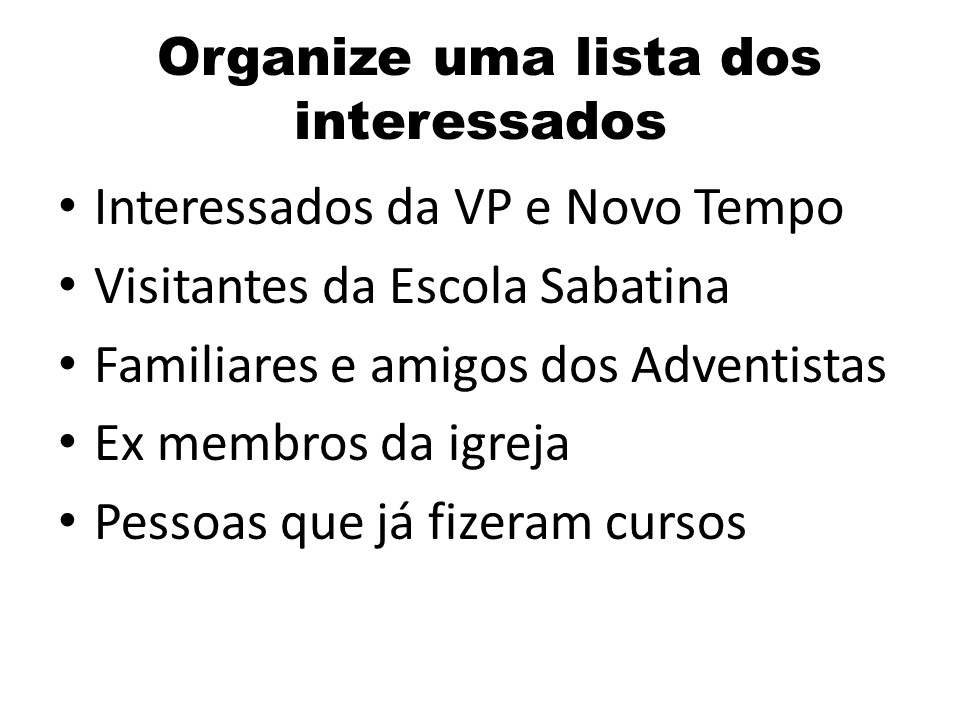 Organize uma lista dos
interessados
• Interessados da VP e Novo Tempo
• Visitantes da Escola Sabatina
• Familiares e amigos dos Adventistas
• Ex membros da igreja
• Pessoas que já fizeram cursos